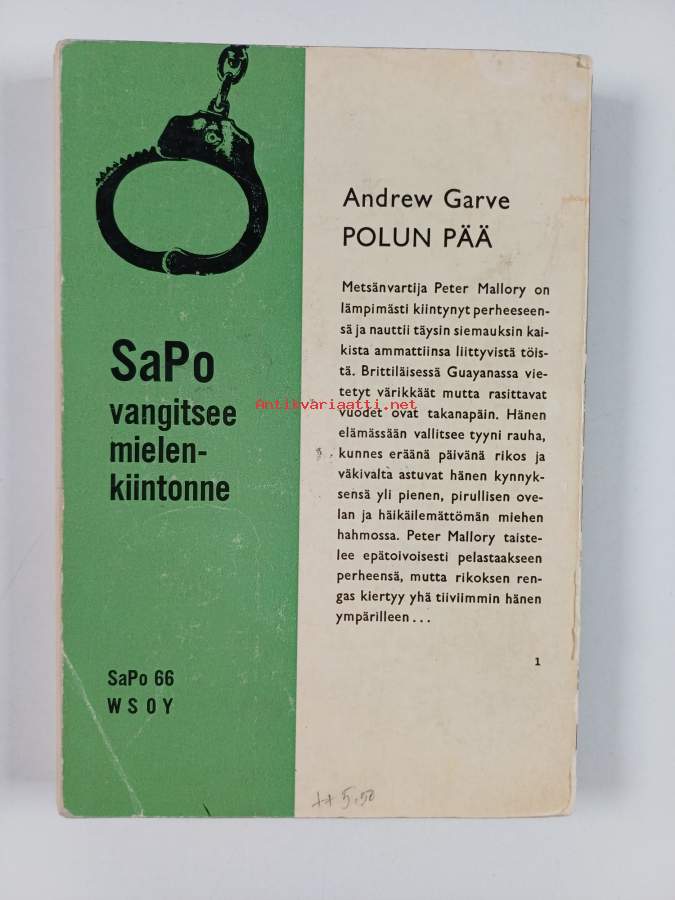 SaPo
vangitsee
mielen-
kiintonne
SaPo 66
WSOY
Andrew Garve
POLUN PÄÄ
Metsänvartija Peter Mallory on
lämpimästi kiintynyt perheeseen-
sä ja nauttii täysin siemauksin kai-
kista ammattiinsa liittyvistä töis-
tä. Brittiläisessä Guayanassa vie-
tetyt värikkäät mutta rasittavat
vuodet ovat takanapäin. Hänen
elämässään vallitsee tyyni rauha,
kunnes eräänä päivänä rikos ja
väkivalta astuvat hänen kynnyk-
sensä yli pienen, pirullisen ove-
lan ja häikäilemättömän miehen
hahmossa. Peter Mallory taiste-
lee epätoivoisesti pelastaakseen
perheensä, mutta rikoksen ren-
gas kiertyy yhä tiiviimmin hänen
ympärilleen...
1
++ 5,50
Antikvariaatti.net